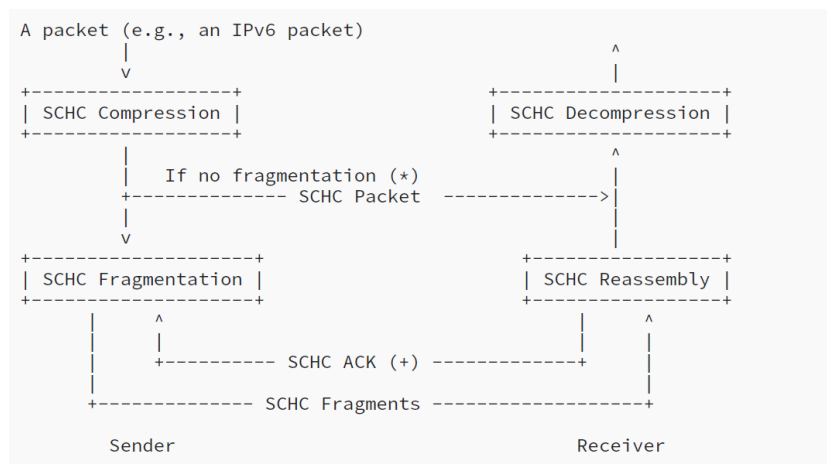 A packet (e.g., an IPv6 packet)
SCHC Compression
SCHC Decompression
If no fragmentation (*)
SCHC Packet
SCHC Fragmentation
SCHC Reassembly
SCHC ACK (+)
SCHC Fragments
Sender
Receiver